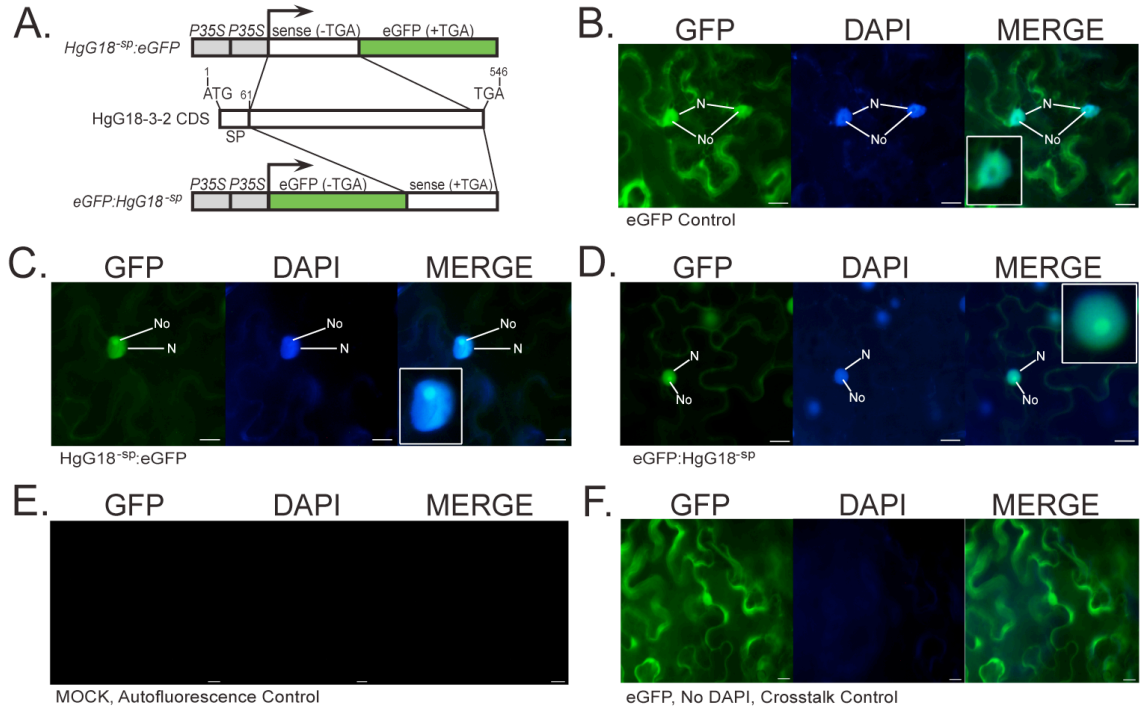 A.
P35S P35S sense (-TGA) eGFP (+TGA)
HgG18-sp:eGFP
1 546
ATG 61 TGA
HgG18-3-2 CDS
SP
P35S P35S eGFP (-TGA) sense (+TGA)
eGFP:HgG18-sp
B. GFP DAPI MERGE
N N N
No No No
eGFP Control
C. GFP DAPI MERGE
No No No
N N N
HgG18-sp:eGFP
D. GFP DAPI MERGE
N N N
No No No
eGFP:HgG18-sp
E. GFP DAPI MERGE
MOCK, Autofluorescence Control
F. GFP DAPI MERGE
eGFP, No DAPI, Crosstalk Control